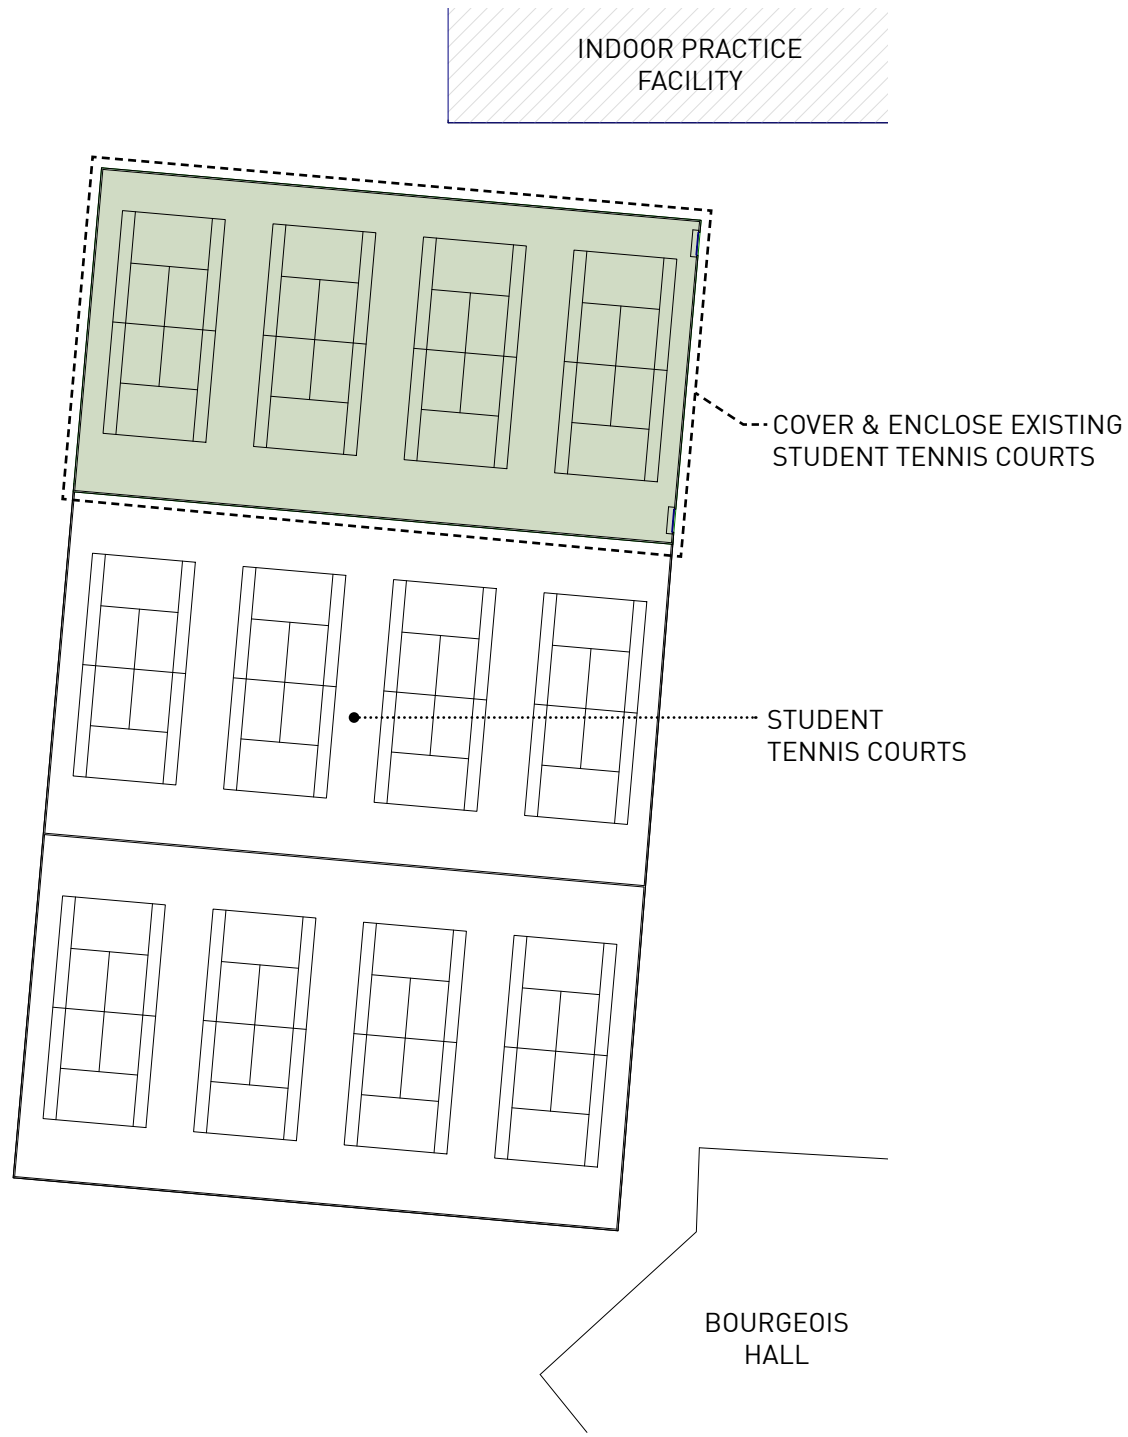 INDOOR PRACTICE
FACILITY
COVER & ENCLOSE EXISTING
STUDENT TENNIS COURTS
STUDENT
TENNIS COURTS
BOURGEOIS
HALL